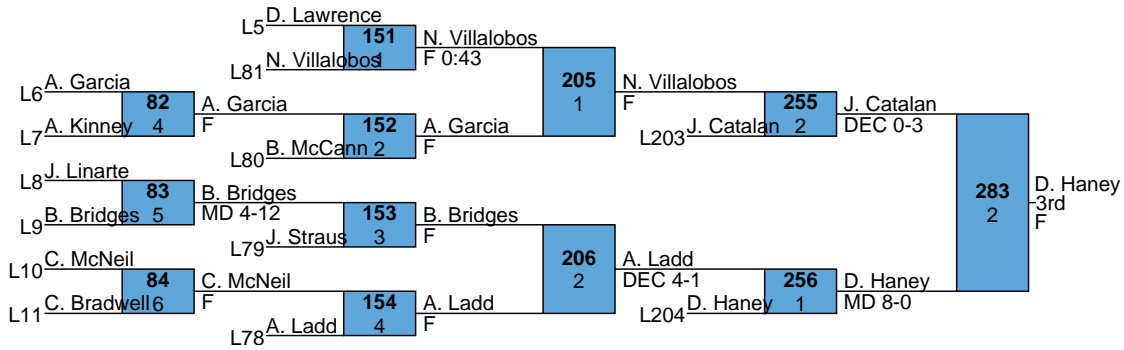 L5 D. Lawrence
151
1
L81 N. Villalobos
N. Villalobos
F 0:43
205
1
L6 A. Garcia
82
4
L7 A. Kinney
A. Garcia
F
152
2
L80 B. McCann
A. Garcia
F
N. Villalobos
F
255
2
L203 J. Catalan
J. Catalan
DEC 0-3
L8 J. Linarte
83
5
L9 B. Bridges
B. Bridges
MD 4-12
153
3
L79 J. Straus
B. Bridges
F
206
2
283
2
D. Haney
3rd
F
L10 C. McNeil
84
6
L11 C. Bradwell
C. McNeil
F
154
4
L78 A. Ladd
A. Ladd
F
A. Ladd
DEC 4-1
256
1
L204 D. Haney
D. Haney
MD 8-0